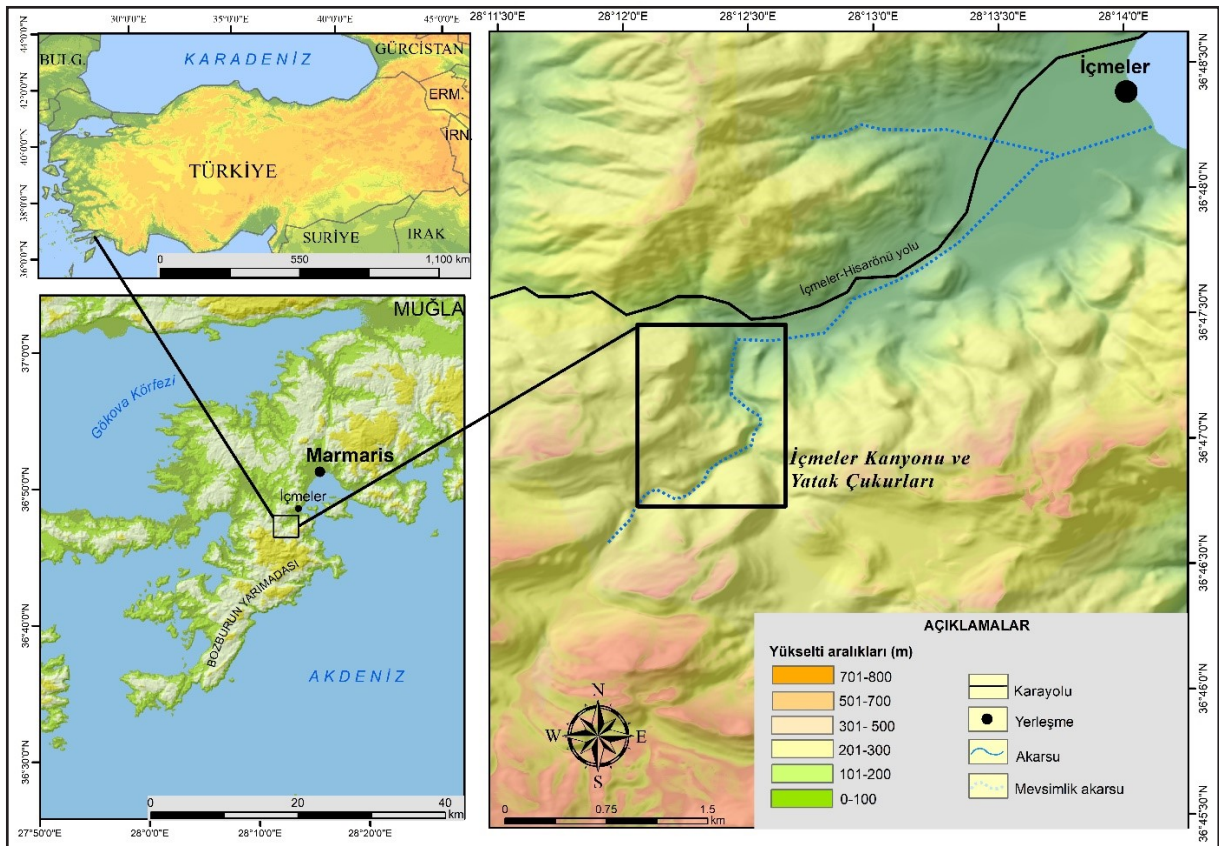 30°0'0"E
35°0'0"E
40°0'0"E
45°0'0"E
44°0'0"N
42°0'0"N
40°0'0"N
38°0'0"N
36°0'0"N
BULG.
KARADENİZ
GÜRCİSTAN
ERM.
İRN.
TÜRKİYE
SURİYE
IRAK
0 550 1,100 km
MUĞLA
37°0'0"N
36°50'0"N
36°40'0"N
36°30'0"N
Gökova Körfezi
Marmaris
İçmeler
BOZBURUN YARIMADASI
AKDENİZ
0 20 40
km
27°50'0"E
28°0'0"E
28°10'0"E
28°20'0"E
28°11'30"E
28°12'0"E
28°12'30"E
28°13'0"E
28°13'30"E
28°14'0"E
36°48'30"N
36°48'0"N
36°47'30"N
36°47'0"N
36°46'30"N
36°46'0"N
36°45'30"N
İçmeler
İçmeler-Hisarönü yolu
İçmeler Kanyonu ve
Yatak Çukurları
N
W
E
S
0 0.75 1.5
km
AÇIKLAMALAR
Yükselti aralıkları (m)
701-800
501-700
301- 500
201-300
101-200
0-100
Karayolu
Yerleşme
Akarsu
Mevsimlik akarsu